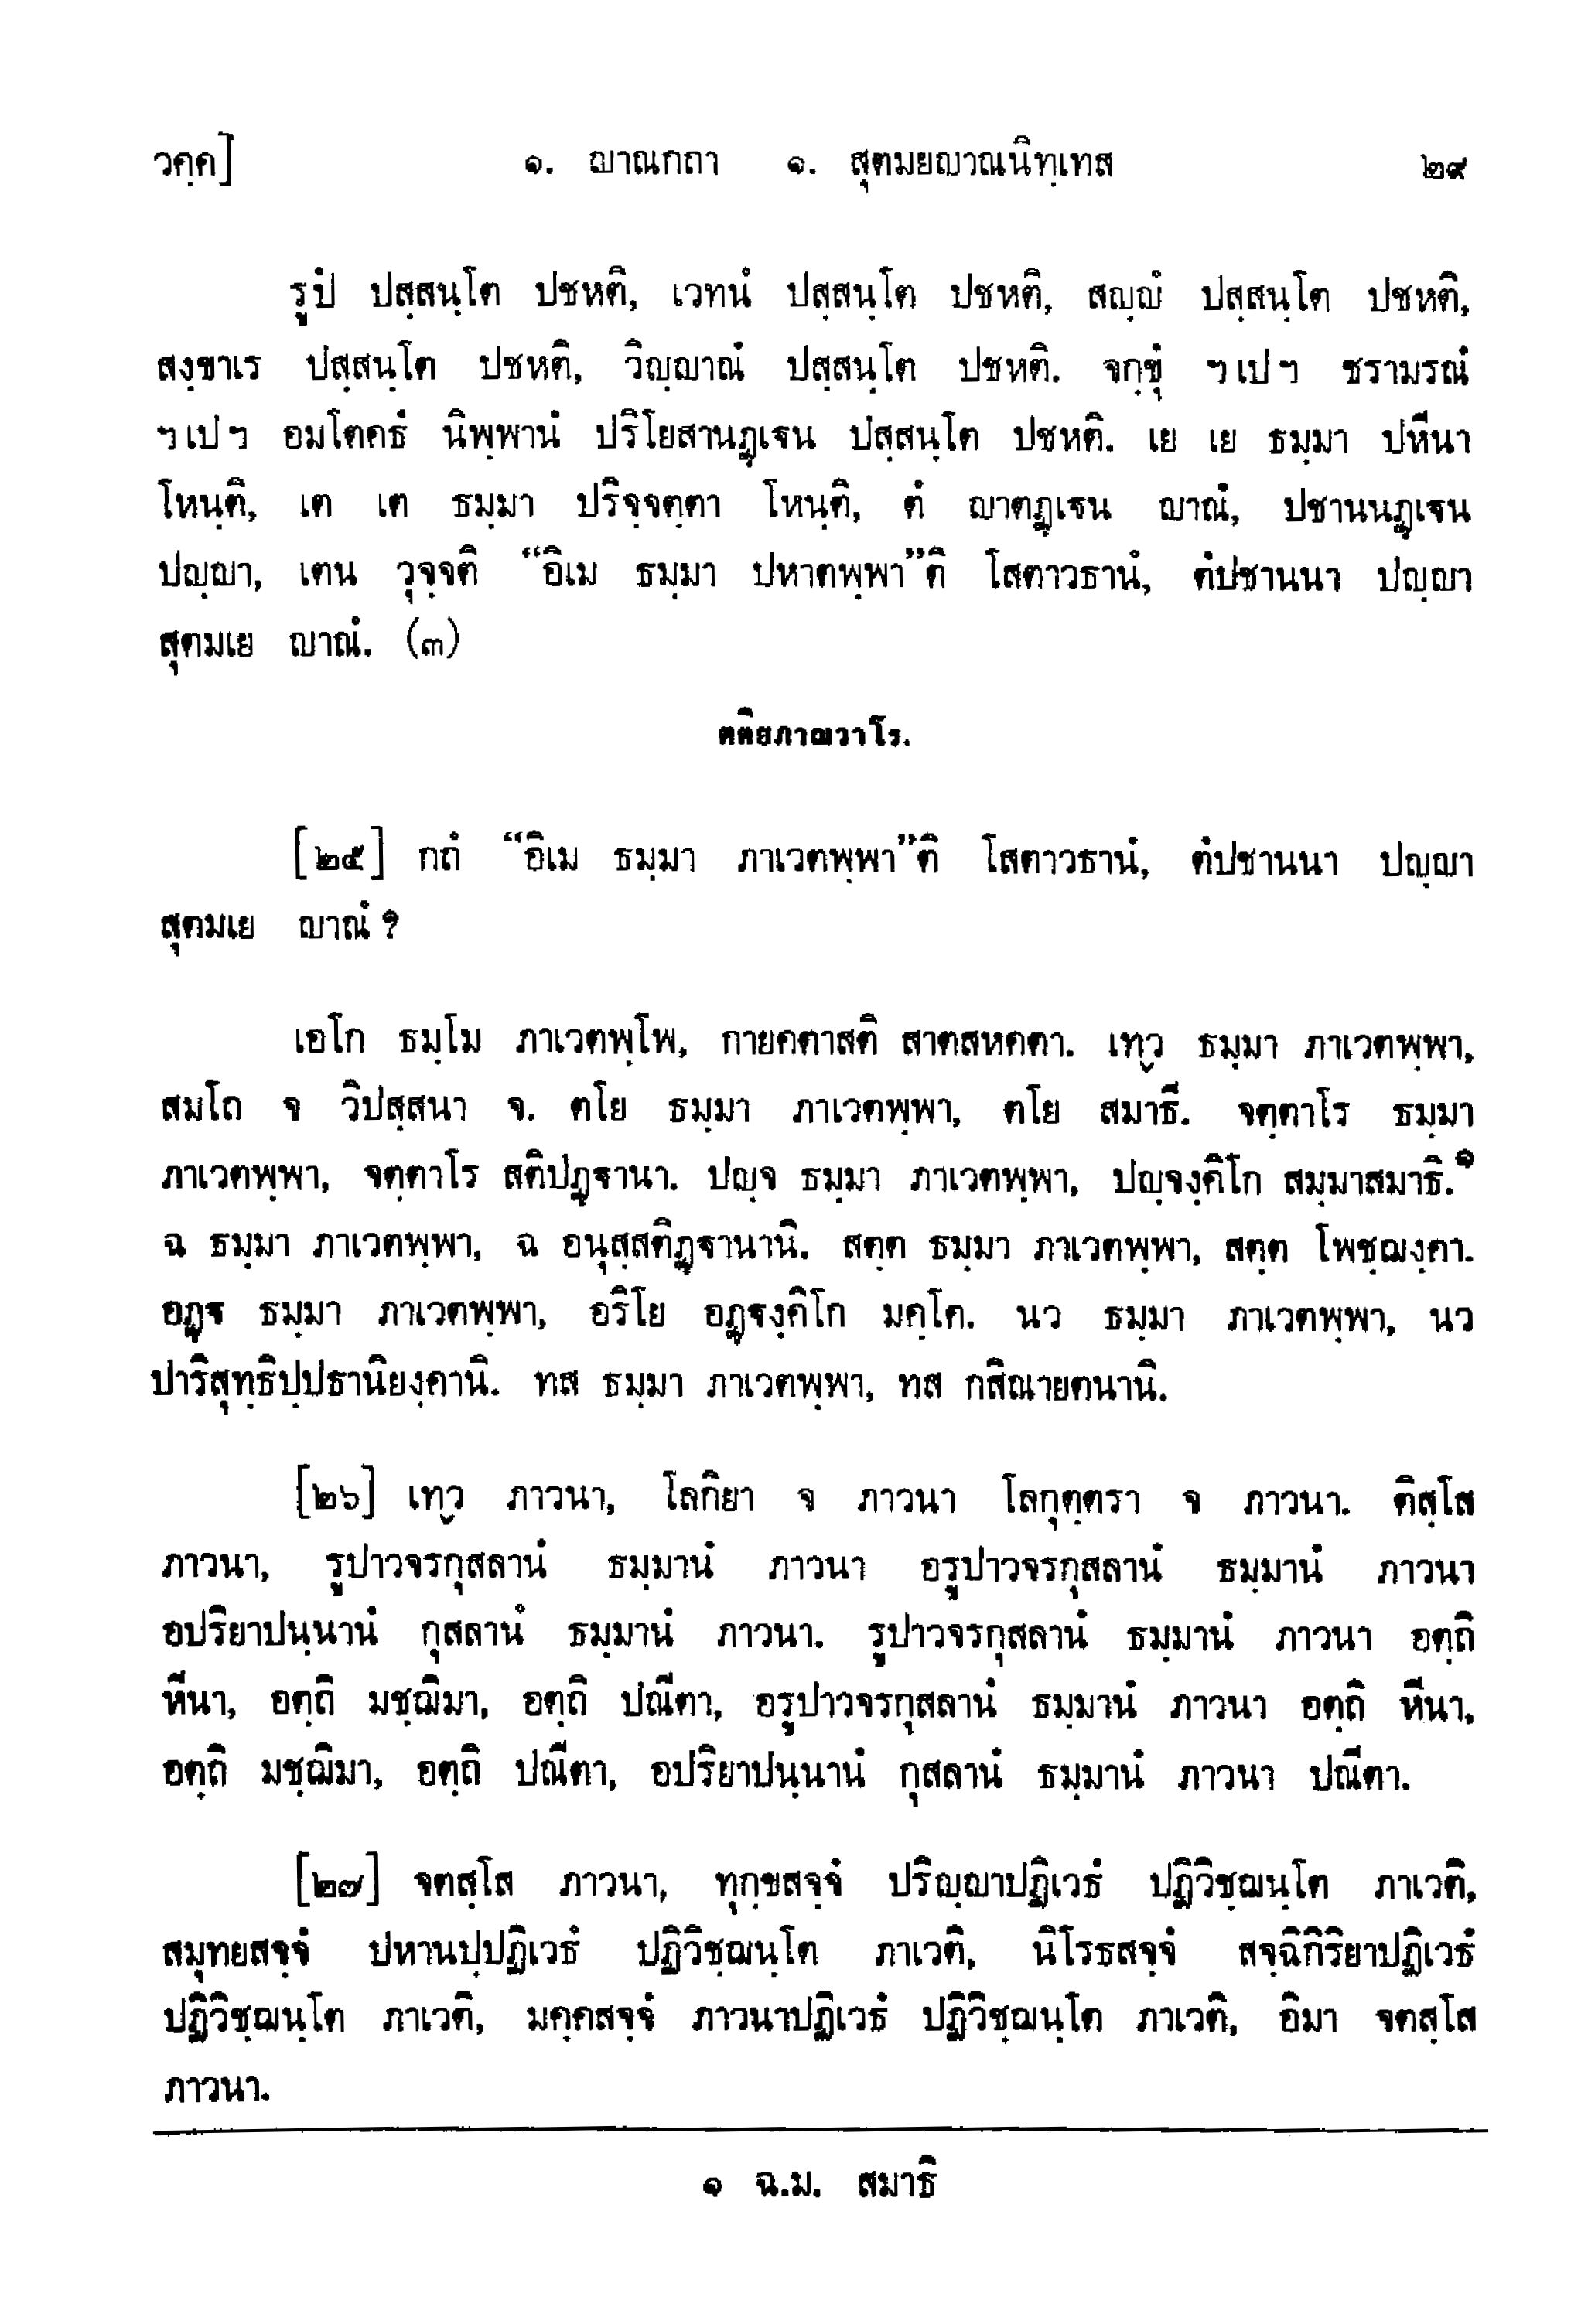 วคฺค] ๑. ญาณกถา ๑. สุตมยญาณนิทฺเทส ๒๙
รูปํ ปสฺสนฺโต ปชหติ, เวทนํ ปสฺสนฺโต ปชหติ, สญฺญํ ปสฺสนฺโต ปชหติ,
สงฺขาเร ปสฺสนฺโต ปชหติ, วิญฺญาณํ ปสฺสนฺโต ปชหติ. จกฺขุํ ฯเปฯ ชรามรณํ
ฯเปฯ อมโตคธํ นิพฺพานํ ปริโยสานฏฺเฐน ปสฺสนฺโต ปชหติ. เย เย ธมฺมา ปหีนา
โหนฺติ, เต เต ธมฺมา ปริจฺจตฺตา โหนฺติ, ตํ ญาตฏฺเฐน ญาณํ, ปชานนฏฺเฐน
ปญฺญา, เตน วุจฺจติ “อิเม ธมฺมา ปหาตพฺพา”ติ โสตาวธานํ, ตํปชานนา ปญฺญา
สุตมเย ญาณํ. (๓)
ตติยภาณวาโร.
[๒๕] กถํ “อิเม ธมฺมา ภาเวตพฺพา”ติ โสตาวธานํ, ตํปชานนา ปญฺญา
สุตมเย ญาณํ ?
เอโก ธมฺโม ภาเวตพฺโพ, กายคตาสติ สาตสหคตา. เทฺว ธมฺมา ภาเวตพฺพา,
สมโถ จ วิปสฺสนา จ. ตโย ธมฺมา ภาเวตพฺพา, ตโย สมาธี. จตฺตาโร ธมฺมา
ภาเวตพฺพา, จตฺตาโร สติปฏฺฐานา. ปญฺจ ธมฺมา ภาเวตพฺพา, ปญฺจงฺคิโก สมฺมาสมาธิ.๑
ฉ ธมฺมา ภาเวตพฺพา, ฉ อนุสฺสติฏฺฐานานิ. สตฺต ธมฺมา ภาเวตพฺพา, สตฺต โพชฺฌงฺคา.
อฏฺฐ ธมฺมา ภาเวตพฺพา, อริโย อฏฺฐงฺคิโก มคฺโค. นว ธมฺมา ภาเวตพฺพา, นว
ปาริสุทฺธิปฺปธานิยงฺคานิ. ทส ธมฺมา ภาเวตพฺพา, ทส กสิณายตนานิ.
[๒๖] เทฺว ภาวนา, โลกิยา จ ภาวนา โลกุตฺตรา จ ภาวนา. ติสฺโส
ภาวนา, รูปาวจรกุสลานํ ธมฺมานํ ภาวนา อรูปาวจรกุสลานํ ธมฺมานํ ภาวนา
อปริยาปนฺนานํ กุสลานํ ธมฺมานํ ภาวนา. รูปาวจรกุสลานํ ธมฺมานํ ภาวนา อตฺถิ
หีนา, อตฺถิ มชฺฌิมา, อตฺถิ ปณีตา, อรูปาวจรกุสลานํ ธมฺมานํ ภาวนา อตฺถิ หีนา,
อตฺถิ มชฺฌิมา, อตฺถิ ปณีตา, อปริยาปนฺนานํ กุสลานํ ธมฺมานํ ภาวนา ปณีตา.
[๒๗] จตสฺโส ภาวนา, ทุกฺขสจฺจํ ปริญฺญาปฏิเวธํ ปฏิวิชฺฌนฺโต ภาเวติ,
สมุทยสจฺจํ ปหานปฺปฏิเวธํ ปฏิวิชฺฌนฺโต ภาเวติ, นิโรธสจฺจํ สจฺฉิกิริยาปฏิเวธํ
ปฏิวิชฺฌนฺโต ภาเวติ, มคฺคสจฺจํ ภาวนาปฏิเวธํ ปฏิวิชฺฌนฺโต ภาเวติ, อิมา จตสฺโส
ภาวนา.
๑ ฉ.ม. สมาธิ